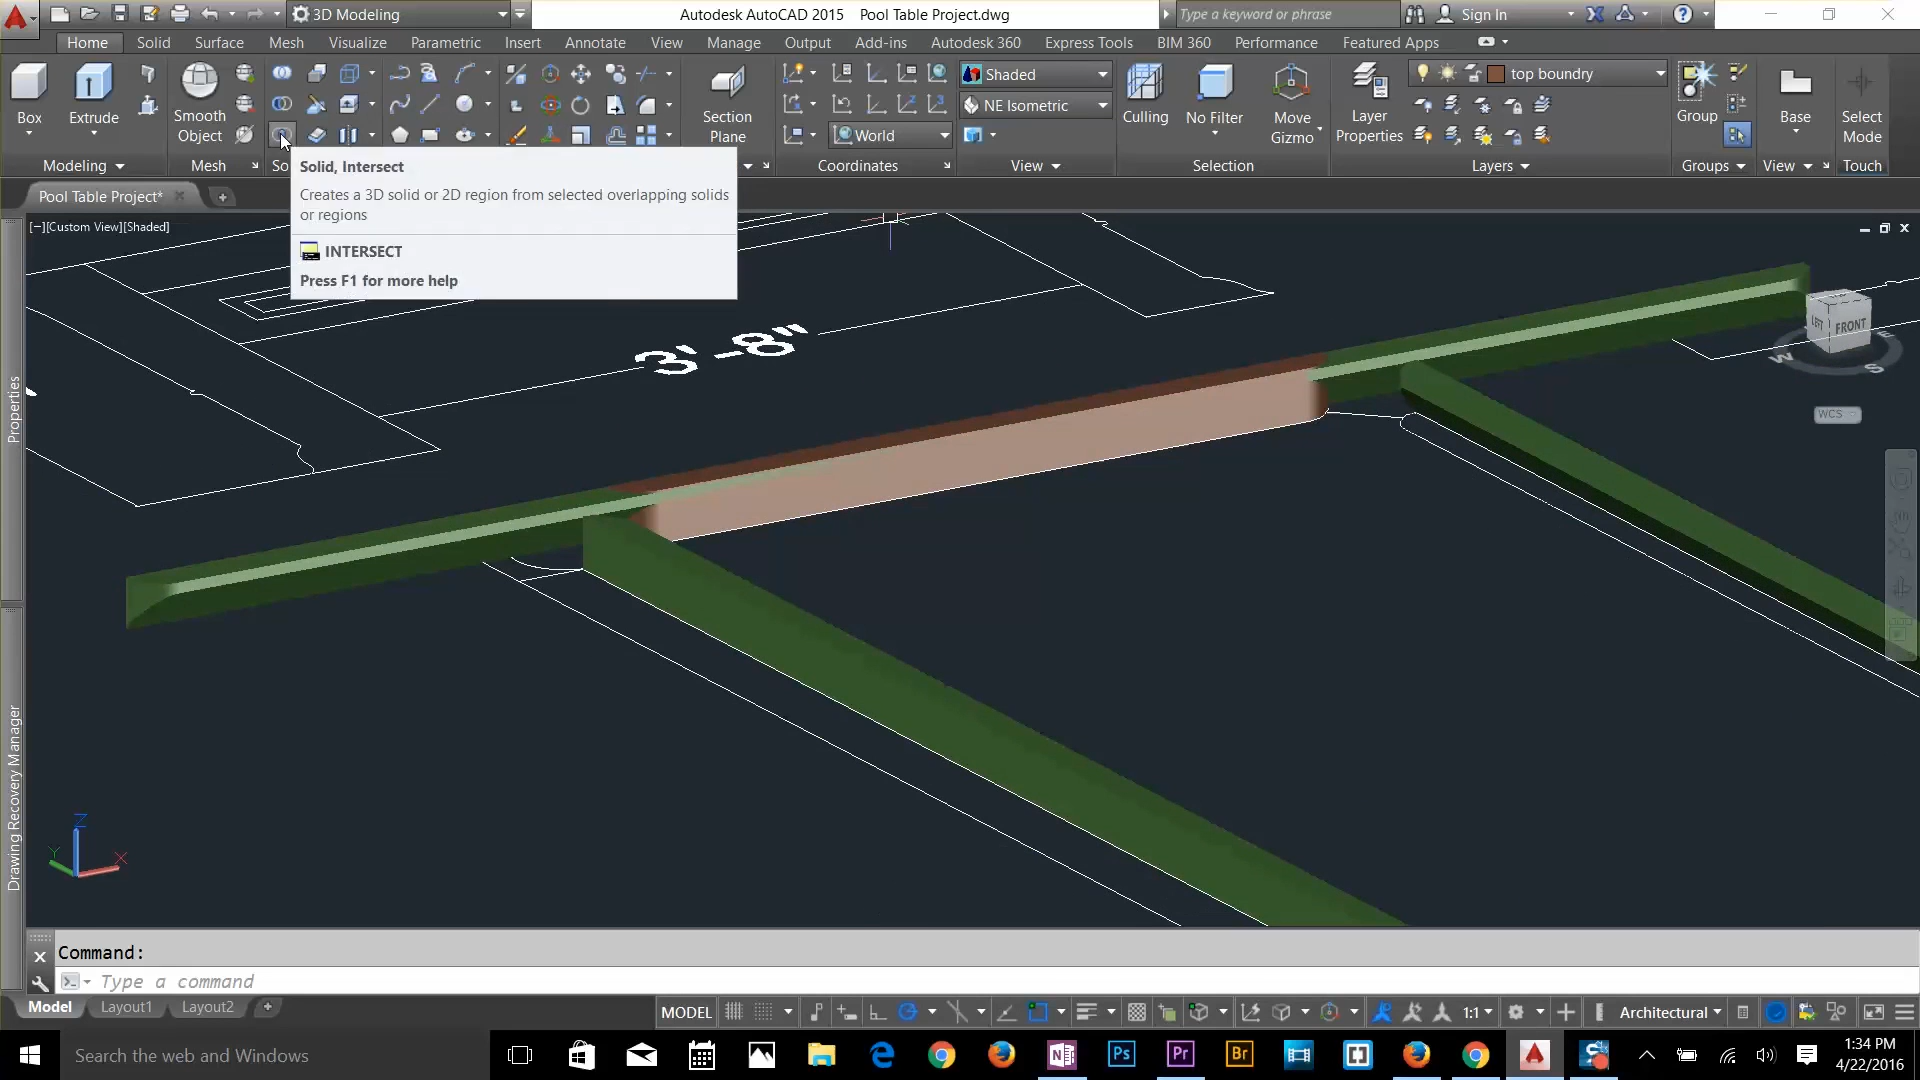 3D Modeling
Autodesk AutoCAD 2015 Pool Table Project.dwg
Type a keyword or phrase
Sign In
Home Solid Surface Mesh Visualize Parametric Insert Annotate View Manage Output Add-ins Autodesk 360 Express Tools BIM 360 Performance Featured Apps
Box
Extrude
Smooth
Object
Section
Plane
World
Shaded
NE Isometric
Culling
No Filter
Move
Gizmo
Layer
Properties
top boundry
Group
Base
Select
Mode
Modeling
Mesh
So
Coordinates
View
Selection
Layers
Groups
View
Touch
Pool Table Project*
Solid, Intersect
Creates a 3D solid or 2D region from selected overlapping solids
or regions
INTERSECT
Press F1 for more help
[−][Custom View][Shaded]
3'-8"
LEFT
FRONT
W
E
S
WCS
Properties
Drawing Recovery Manager
Z
Y
X
Command:
Type a command
Model Layout1 Layout2
MODEL
1:1
Architectural
Search the web and Windows
Ps
Pr
Br
1:34 PM
4/22/2016